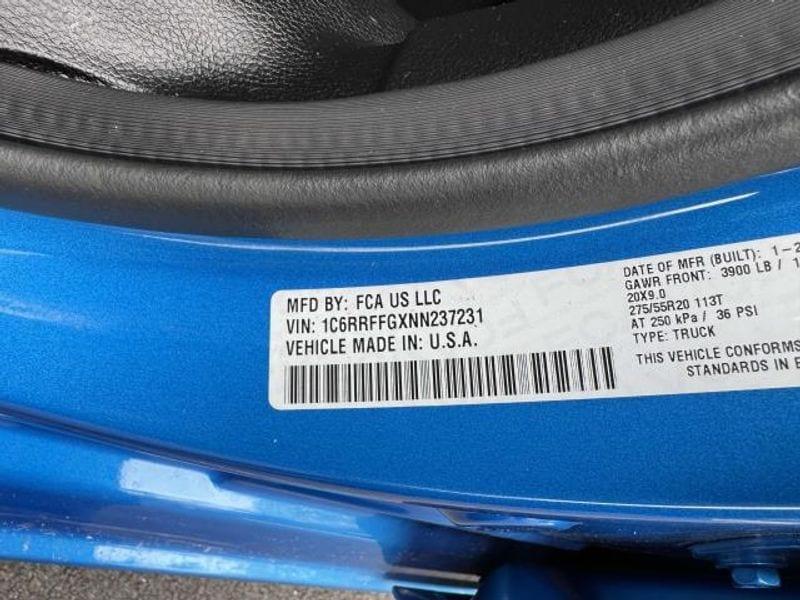 MFD BY: FCA US LLC
VIN: 1C6RRFFGXNN237231
VEHICLE MADE IN: U.S.A.
DATE OF MFR (BUILT): 1-2
GAWR FRONT: 3900 LB / 1
20X9.0
275/55R20 113T
AT 250 kPa / 36 PSI
TYPE: TRUCK
THIS VEHICLE CONFORMS
STANDARDS IN E